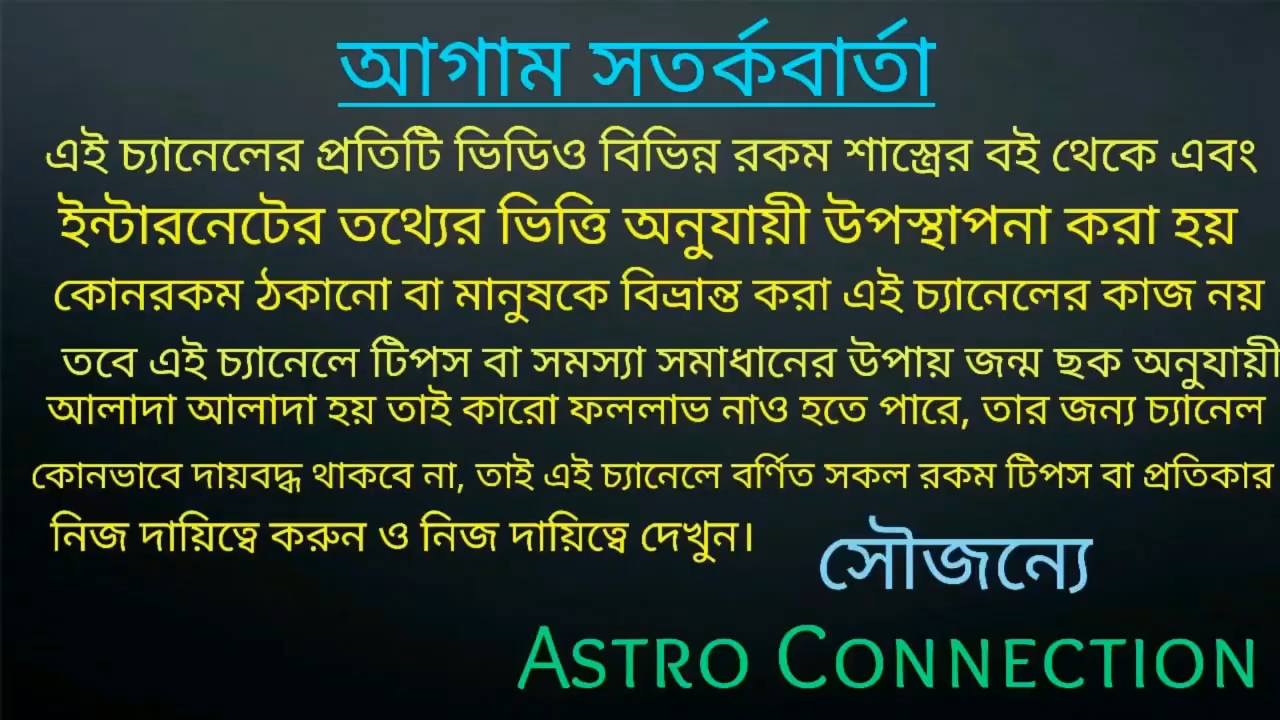 আগাম সতর্কবার্তা
এই চ্যানেলের প্রতিটি ভিডিও বিভিন্ন রকম শাস্ত্রের বই থেকে এবং
ইন্টারনেটের তথ্যের ভিত্তি অনুযায়ী উপস্থাপনা করা হয়
কোনরকম ঠকানো বা মানুষকে বিভ্রান্ত করা এই চ্যানেলের কাজ নয়
তবে এই চ্যানেলে টিপস বা সমস্যা সমাধানের উপায় জন্ম ছক অনুযায়ী
আলাদা আলাদা হয় তাই কারো ফললাভ নাও হতে পারে, তার জন্য চ্যানেল
কোনভাবে দায়বদ্ধ থাকবে না, তাই এই চ্যানেলে বর্ণিত সকল রকম টিপস বা প্রতিকার
নিজ দায়িত্বে করুন ও নিজ দায়িত্বে দেখুন।
সৌজন্যে
ASTRO CONNECTION